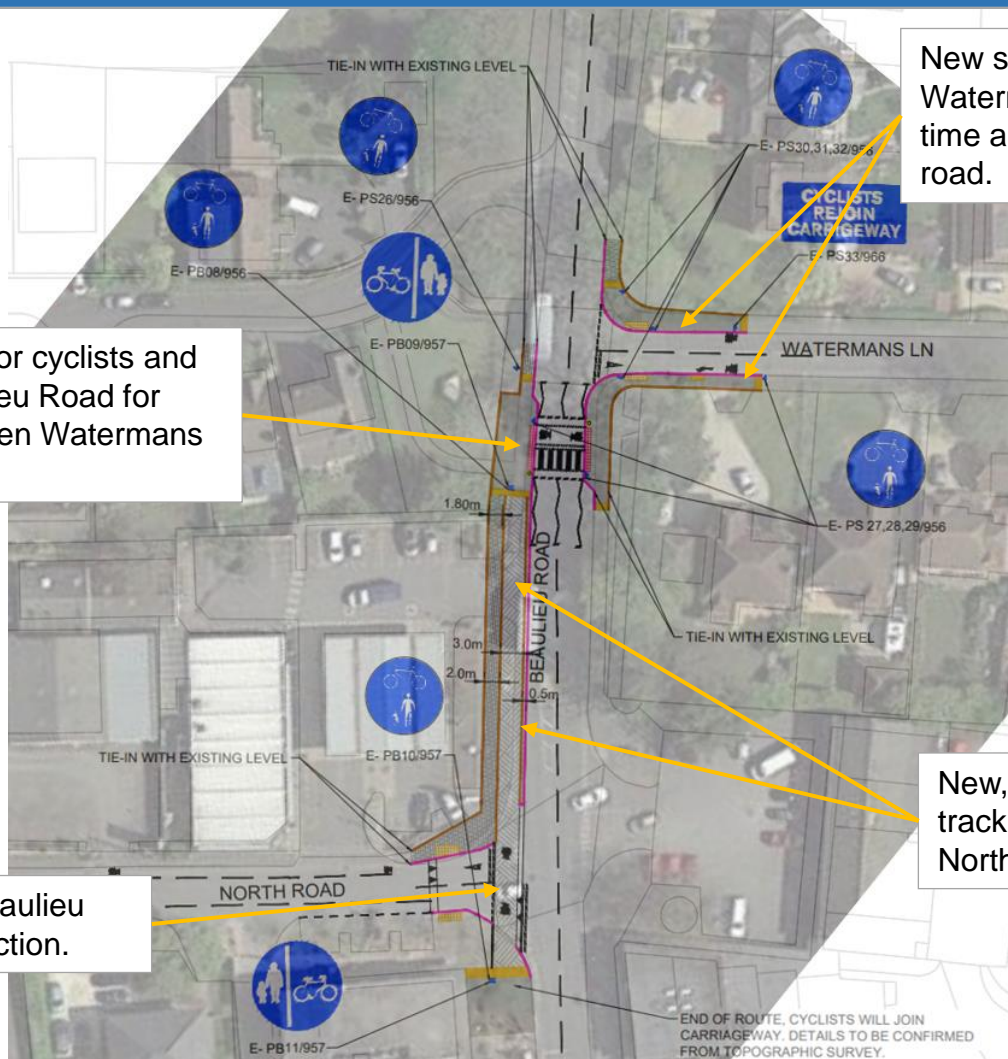 TIE-IN WITH EXISTING LEVEL
New s
Waterm
time a
road.
E- PS30,31,32/956
E- PS26/956
CYCLISTS
REJOIN
CARRIGEWAY
E- PS33/966
E- PB08/956
E- PB09/957
WATERMANS LN
or cyclists and
eu Road for
en Watermans
1.80m
E- PS 27,28,29/956
BEAULIEU ROAD
TIE-IN WITH EXISTING LEVEL
3.0m
2.0m
0.5m
TIE-IN WITH EXISTING LEVEL
E- PB10/957
New,
track
North
NORTH ROAD
aulieu
ction.
END OF ROUTE, CYCLISTS WILL JOIN
CARRIAGEWAY. DETAILS TO BE CONFIRMED
FROM TOPOGRAPHIC SURVEY.
E- PB11/957